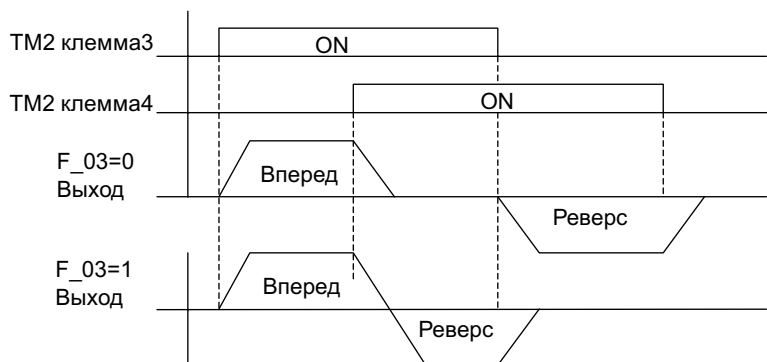 TM2 клемма3
ON
TM2 клемма4
ON
F_03=0
Выход
Вперед
Реверс
F_03=1
Выход
Вперед
Реверс